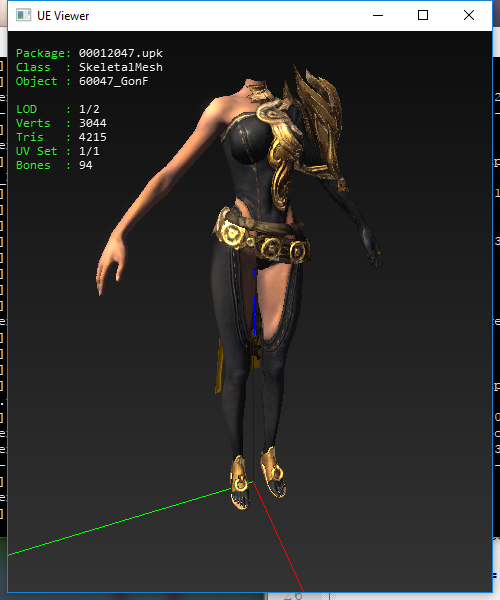 UE Viewer
Package: 00012047.upk
Class : SkeletalMesh
Object : 60047_GonF
LOD : 1/2
Verts : 3044
Tris : 4215
UV Set : 1/1
Bones : 94